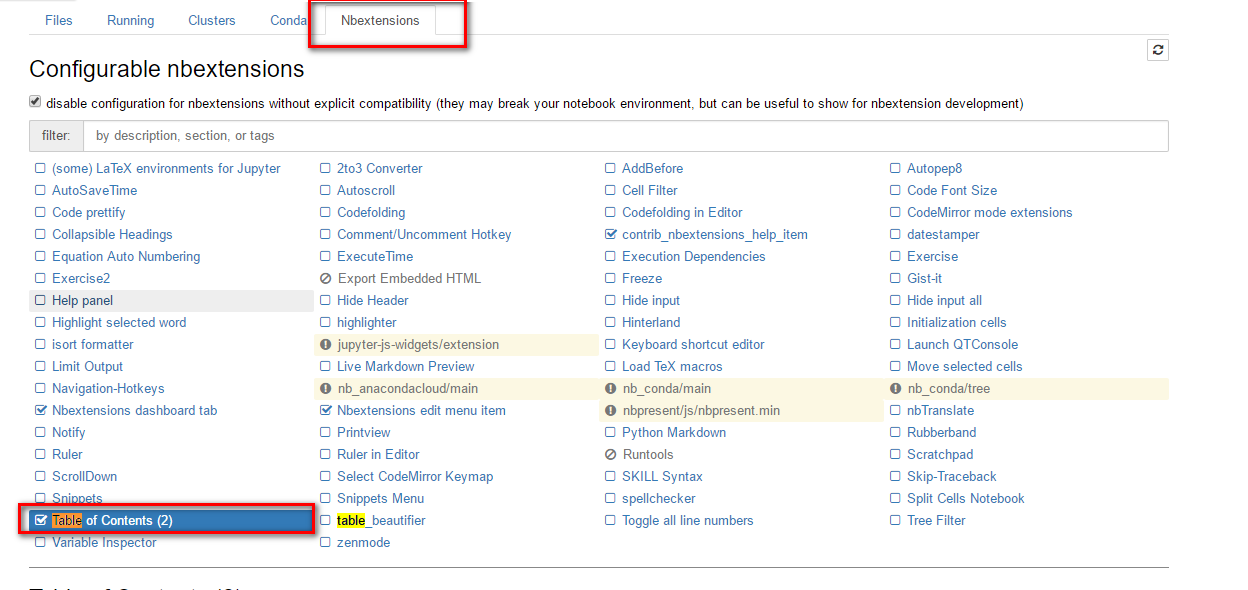 Files Running Clusters Conda Nbextensions
Configurable nbextensions
disable configuration for nbextensions without explicit compatibility (they may break your notebook environment, but can be useful to show for nbextension development)
filter: by description, section, or tags
(some) LaTeX environments for Jupyter 2to3 Converter AddBefore Autopep8
AutoSaveTime Autoscroll Cell Filter Code Font Size
Code prettify Codefolding Codefolding in Editor CodeMirror mode extensions
Collapsible Headings Comment/Uncomment Hotkey contrib_nbextensions_help_item datestamper
Equation Auto Numbering ExecuteTime Execution Dependencies Exercise
Exercise2 Export Embedded HTML Freeze Gist-it
Help panel Hide Header Hide input Hide input all
Highlight selected word highlighter Hinterland Initialization cells
isort formatter jupyter-js-widgets/extension Keyboard shortcut editor Launch QTConsole
Limit Output Live Markdown Preview Load TeX macros Move selected cells
Navigation-Hotkeys nb_anacondacloud/main nb_conda/main nb_conda/tree
Nbextensions dashboard tab Nbextensions edit menu item nbpresent/js/nbpresent.min nbTranslate
Notify Printview Python Markdown Rubberband
Ruler Ruler in Editor Runtools Scratchpad
ScrollDown Select CodeMirror Keymap SKILL Syntax Skip-Traceback
Snippets Snippets Menu spellchecker Split Cells Notebook
Table of Contents (2) table_beautifier Toggle all line numbers Tree Filter
Variable Inspector zenmode